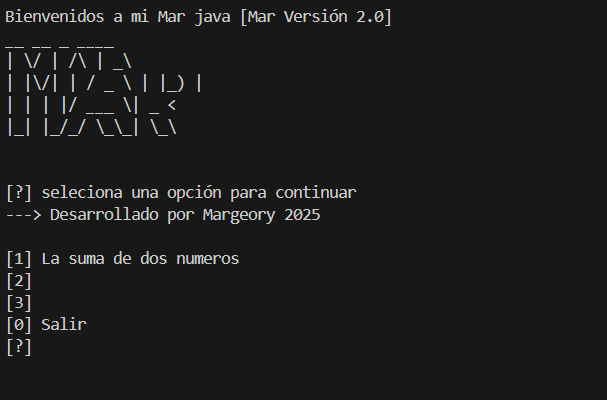 Bienvenidos a mi Mar java [Mar Versión 2.0]
__ __ _ ____
| \/ | /\ | _\
| |\/| | / _ \ | |_) |
| | | |/ ___ \| _ <
|_| |_/_/ \_\_| \_\
[?] seleciona una opción para continuar
---> Desarrollado por Margeory 2025
[1] La suma de dos numeros
[2]
[3]
[0] Salir
[?]